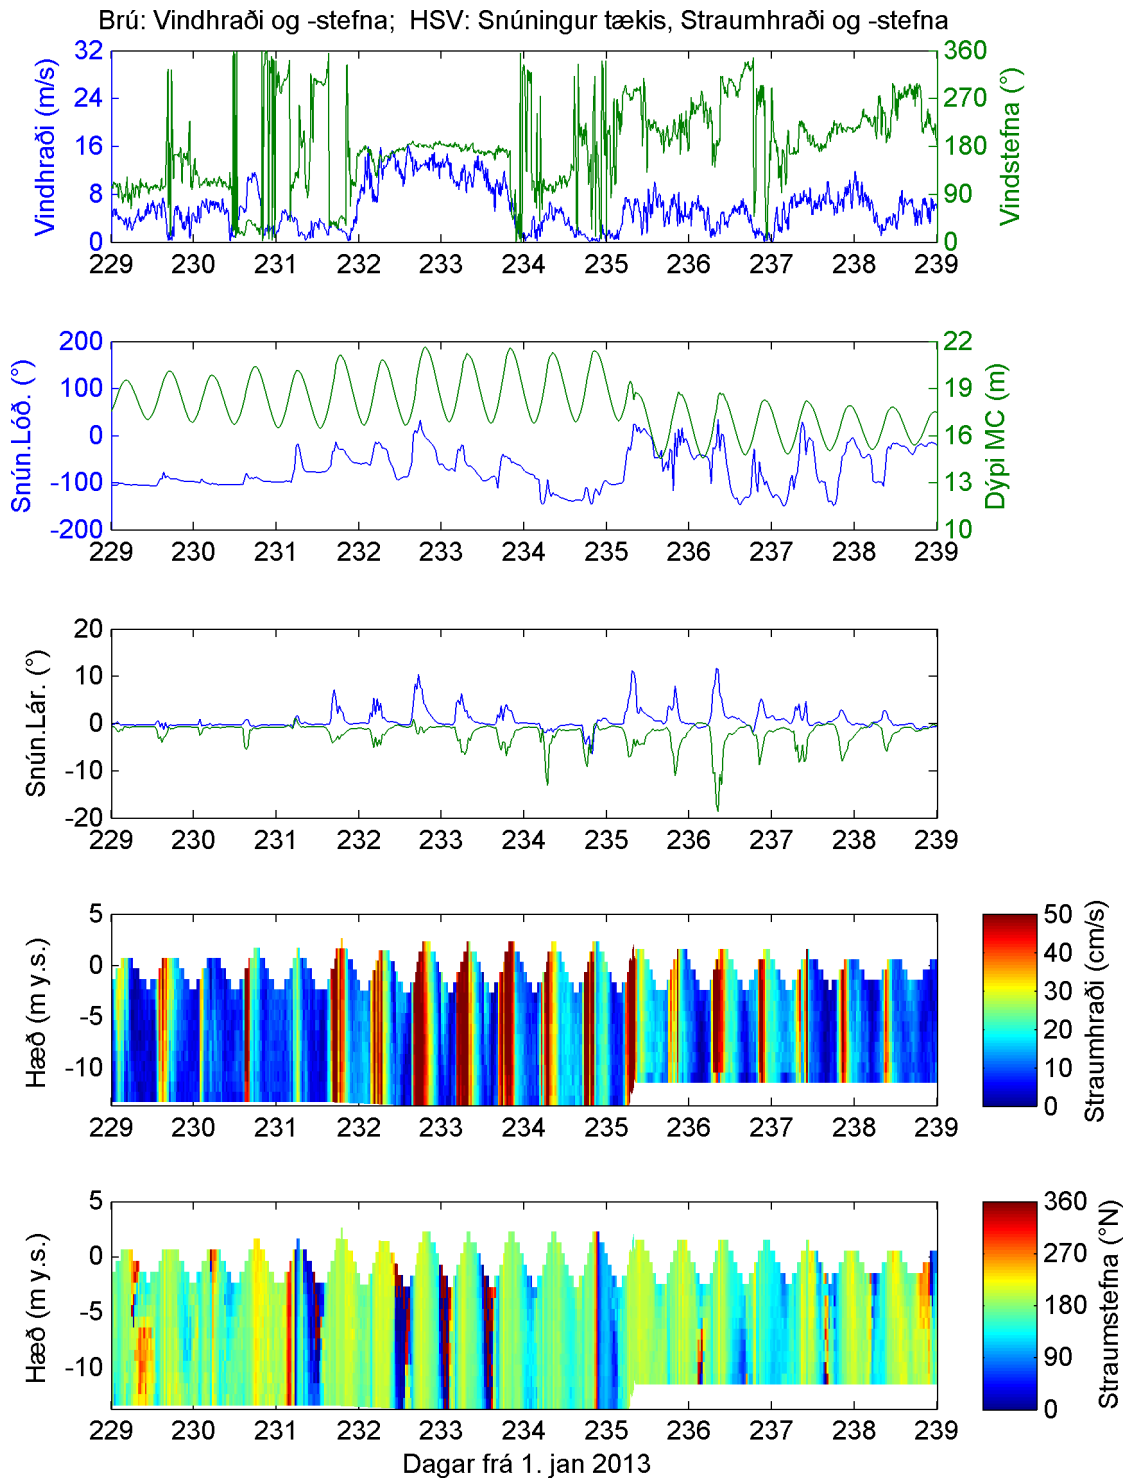 Brú: Vindhraði og -stefna;  HSV: Snúningur tækis, Straumhraði og -stefna
Vindhraði (m/s)
32
24
16
8
0
360
270
180
90
0
Vindstefna (°)
229 230 231 232 233 234 235 236 237 238 239
Snún.Lóð. (°)
200
100
0
-100
-200
22
19
16
13
10
Dýpi MC (m)
229 230 231 232 233 234 235 236 237 238 239
Snún.Lár. (°)
20
10
0
-10
-20
229 230 231 232 233 234 235 236 237 238 239
Hæð (m y.s.)
5
0
-5
-10
229 230 231 232 233 234 235 236 237 238 239
50
40
30
20
10
0
Straumhraði (cm/s)
Hæð (m y.s.)
5
0
-5
-10
229 230 231 232 233 234 235 236 237 238 239
360
270
180
90
0
Straumstefna (°N)
Dagar frá 1. jan 2013